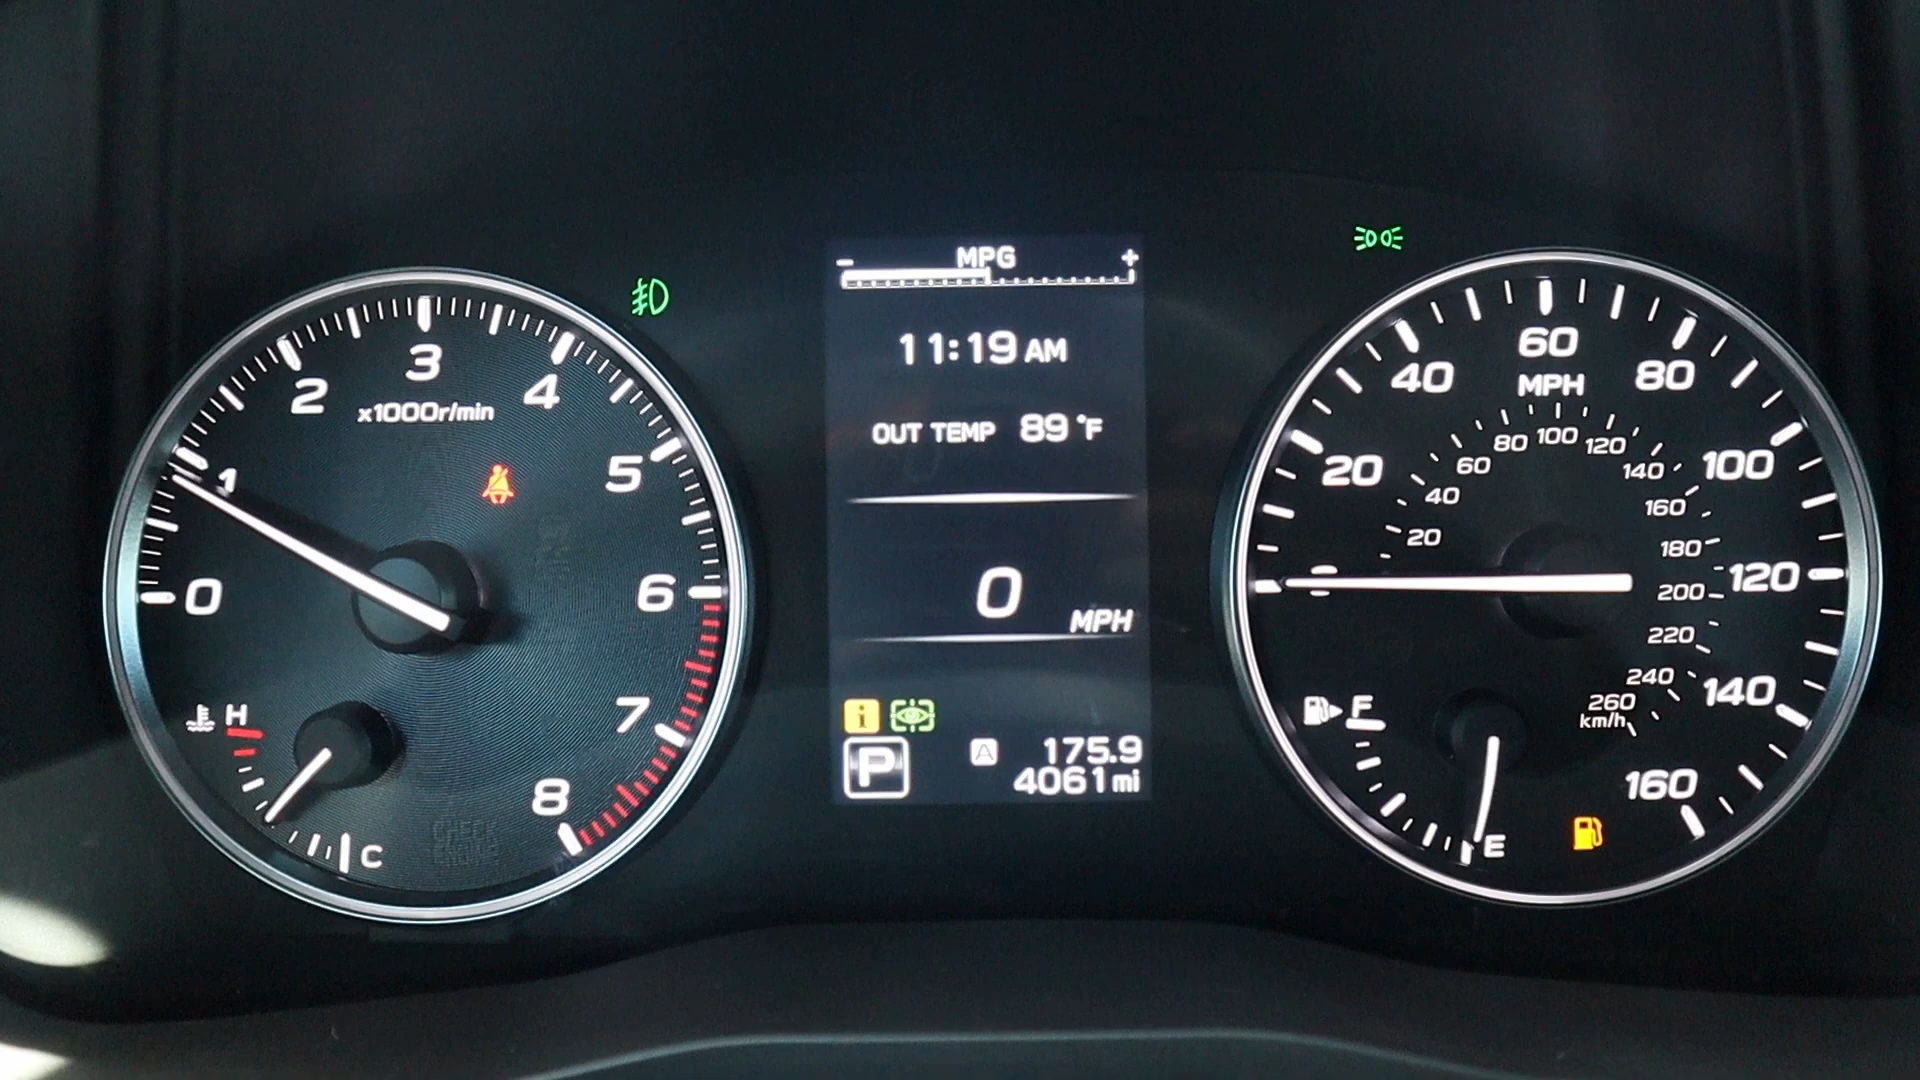 - MPG +
11:19 AM
OUT TEMP 89 °F
0 MPH
i
P
A 175.9
4061 mi
0
1
2
3
4
5
6
7
8
x1000r/min
H
C
CHECK
ENGINE
20
40
60
80
100
120
140
160
MPH
20
40
60
80
100
120
140
160
180
200
220
240
260
km/h
F
E